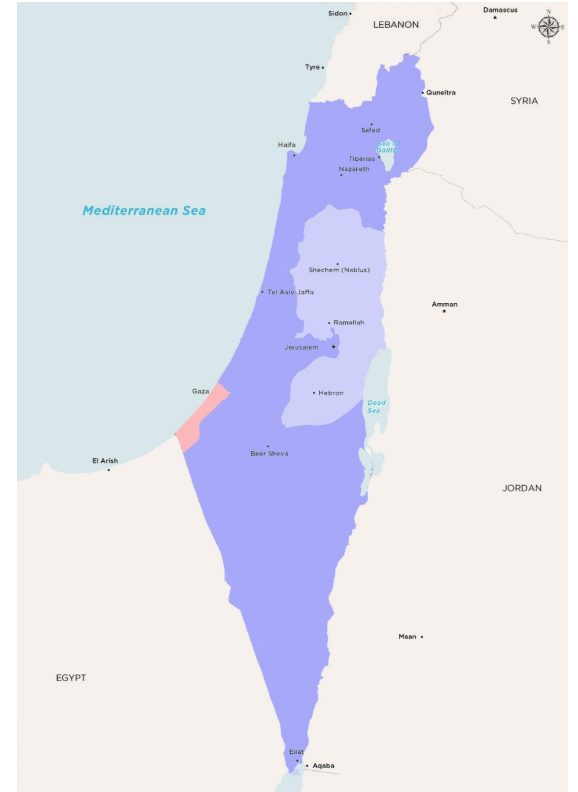 Damascus
Sidon
LEBANON
N
W
E
S
Tyre
Quneitra
SYRIA
Safed
Haifa
Sea of
Galilee
Tiberias
Nazareth
Mediterranean Sea
Shechem (Nablus)
Tel Aviv-Jaffa
Amman
Ramallah
Jerusalem
Gaza
Hebron
Dead
Sea
Beer Sheva
El Arish
JORDAN
Maan
EGYPT
Eilat
Aqaba